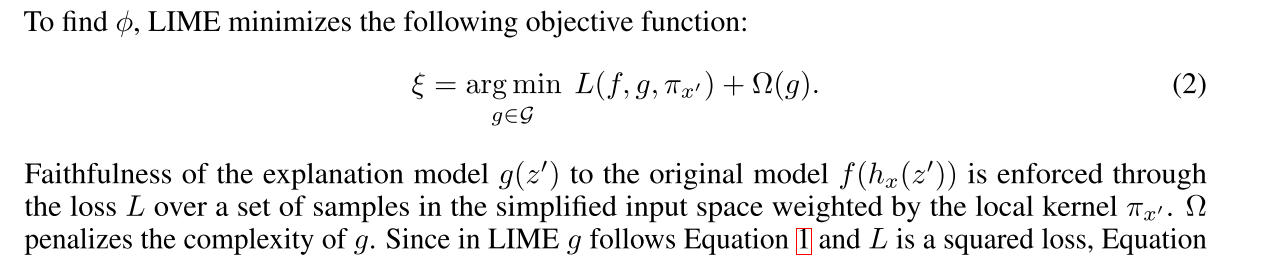 To find ϕ, LIME minimizes the following objective function:
ξ = arg min L(f, g, π_{x′}) + Ω(g). (2)
g∈𝒢
Faithfulness of the explanation model g(z′) to the original model f(h_x(z′)) is enforced through
the loss L over a set of samples in the simplified input space weighted by the local kernel π_{x′}. Ω
penalizes the complexity of g. Since in LIME g follows Equation 1 and L is a squared loss, Equation